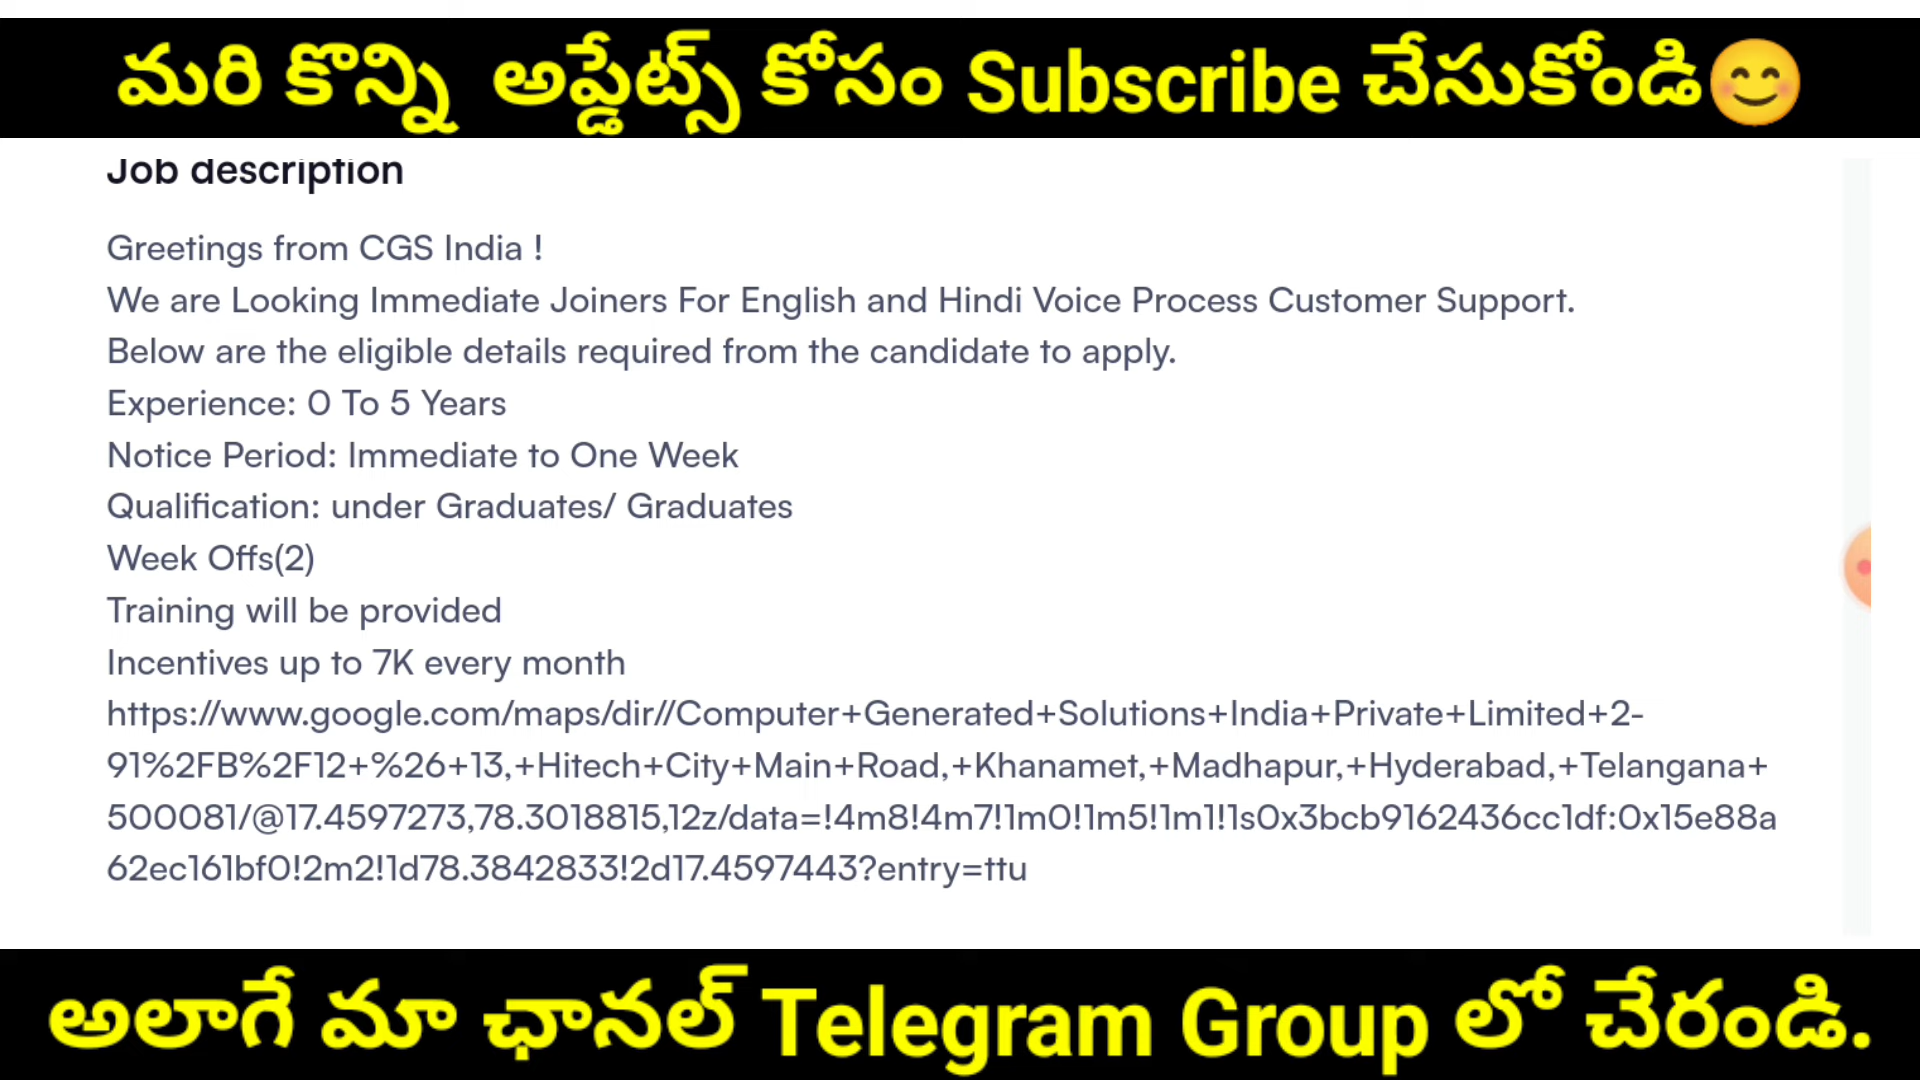 మరి కొన్ని అప్డేట్స్ కోసం Subscribe చేసుకోండి😊
Job description
Greetings from CGS India !
We are Looking Immediate Joiners For English and Hindi Voice Process Customer Support.
Below are the eligible details required from the candidate to apply.
Experience: 0 To 5 Years
Notice Period: Immediate to One Week
Qualification: under Graduates/ Graduates
Week Offs(2)
Training will be provided
Incentives up to 7K every month
https://www.google.com/maps/dir//Computer+Generated+Solutions+India+Private+Limited+2-
91%2FB%2F12+%26+13,+Hitech+City+Main+Road,+Khanamet,+Madhapur,+Hyderabad,+Telangana+
500081/@17.4597273,78.3018815,12z/data=!4m8!4m7!1m0!1m5!1m1!1s0x3bcb9162436cc1df:0x15e88a
62ec161bf0!2m2!1d78.3842833!2d17.4597443?entry=ttu
అలాగే మా ఛానల్ Telegram Group లో చేరండి.